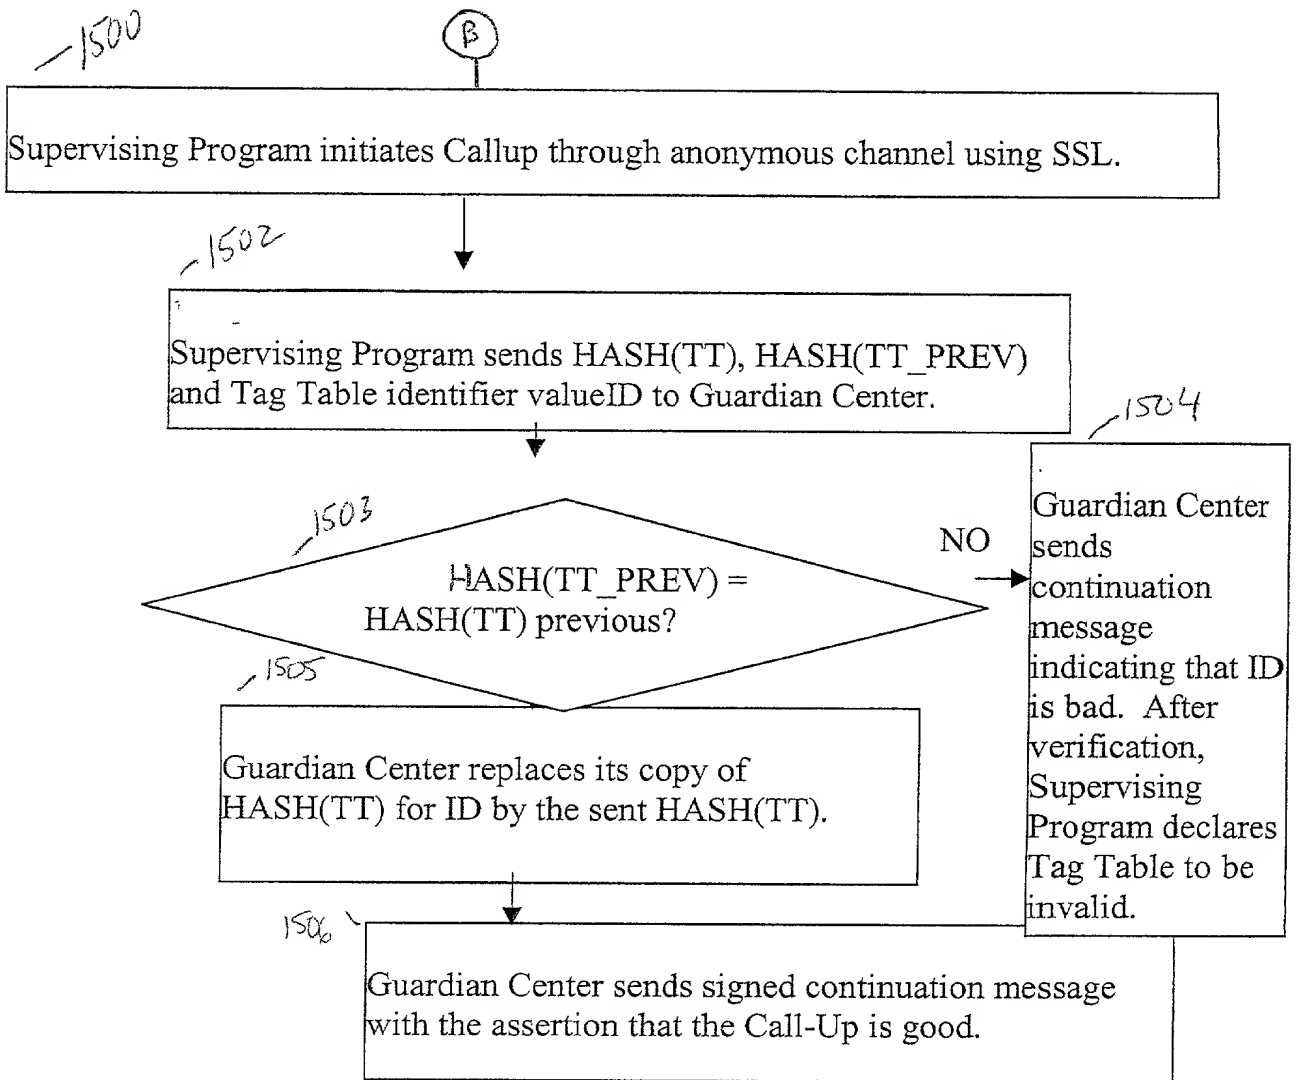 1500
B
Supervising Program initiates Callup through anonymous channel using SSL.
1502
Supervising Program sends HASH(TT), HASH(TT_PREV)
and Tag Table identifier valueID to Guardian Center.
1504
1503
HASH(TT_PREV) =
HASH(TT) previous?
NO
Guardian Center
sends
continuation
message
indicating that ID
is bad. After
verification,
Supervising
Program declares
Tag Table to be
invalid.
1505
Guardian Center replaces its copy of
HASH(TT) for ID by the sent HASH(TT).
1506
Guardian Center sends signed continuation message
with the assertion that the Call-Up is good.